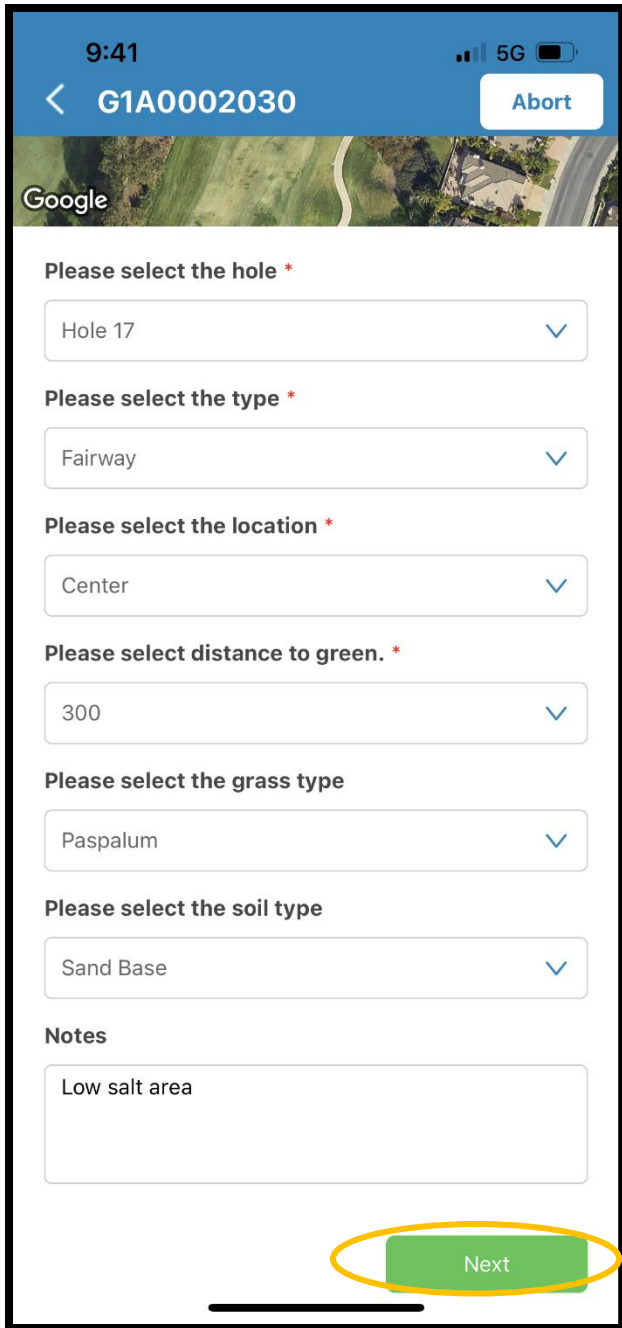 9:41
5G
G1A0002030
Abort
Google
Please select the hole *
Hole 17
Please select the type *
Fairway
Please select the location *
Center
Please select distance to green. *
300
Please select the grass type
Paspalum
Please select the soil type
Sand Base
Notes
Low salt area
Next